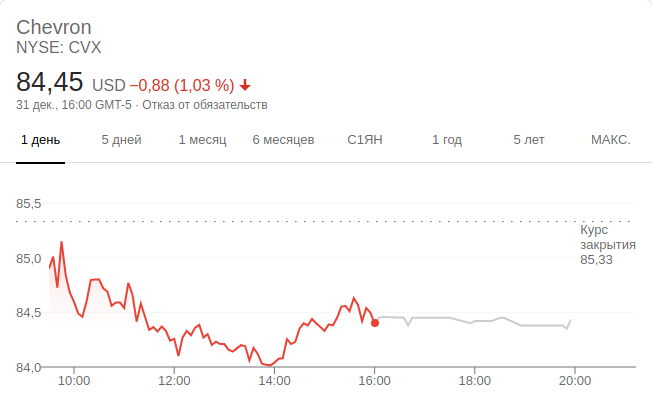 Chevron
NYSE: CVX
84,45 USD −0,88 (1,03 %)
31 дек., 16:00 GMT-5 · Отказ от обязательств
1 день 5 дней 1 месяц 6 месяцев С1ЯН 1 год 5 лет МАКС.
85,5
Курс
закрытия
85,33
85,0
84,5
84,0
10:00 12:00 14:00 16:00 18:00 20:00